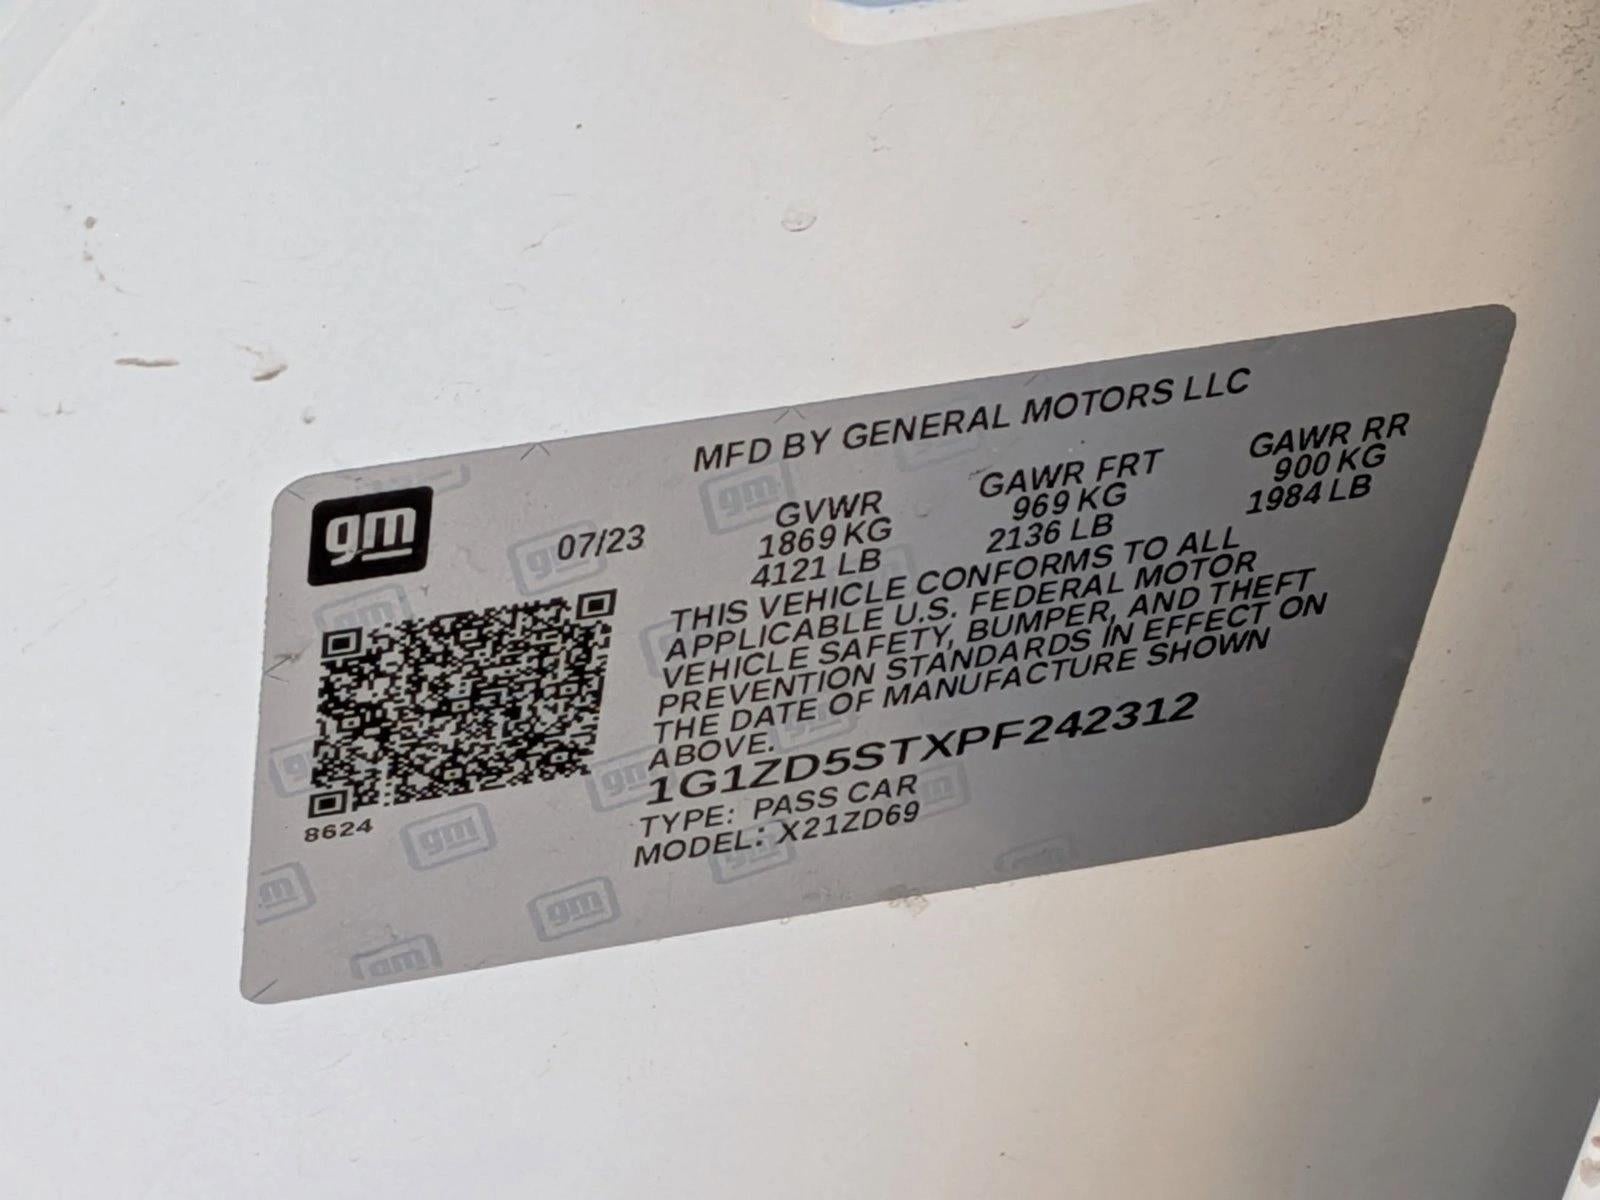 MFD BY GENERAL MOTORS LLC
gm
07/23
GVWR GAWR FRT GAWR RR
1869 KG 969 KG 900 KG
4121 LB 2136 LB 1984 LB
THIS VEHICLE CONFORMS TO ALL
APPLICABLE U.S. FEDERAL MOTOR
VEHICLE SAFETY, BUMPER, AND THEFT
PREVENTION STANDARDS IN EFFECT ON
THE DATE OF MANUFACTURE SHOWN
ABOVE.
1G1ZD5STXPF242312
TYPE: PASS CAR
MODEL: X21ZD69
8624